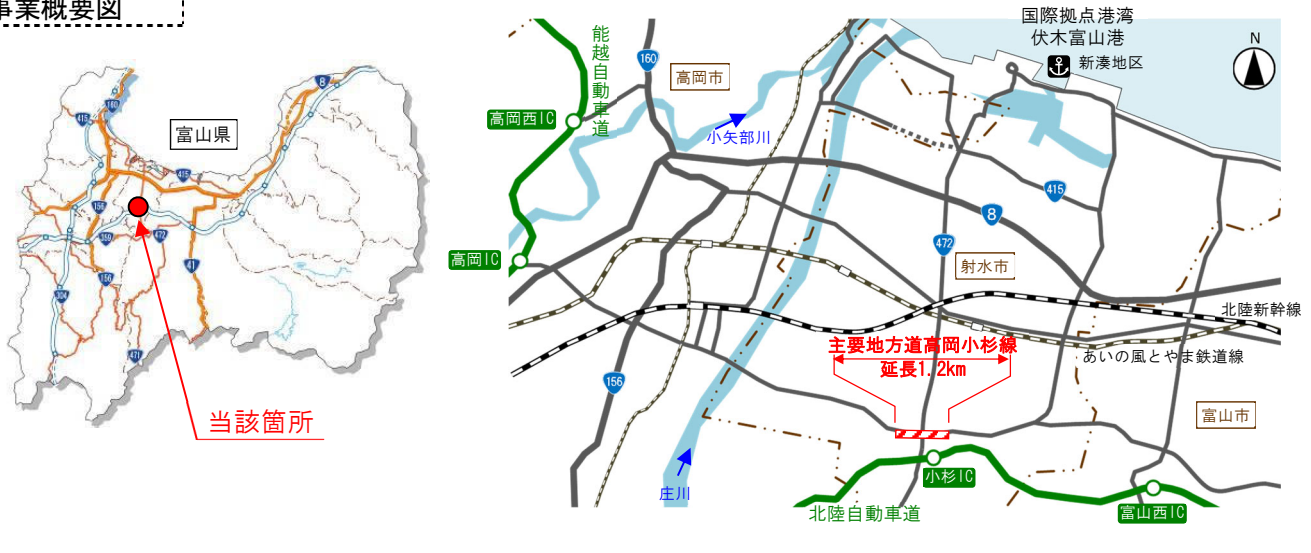 事業概要図
富山県
8
160
415
415
156
359
472
41
156
304
471
当該箇所
国際拠点港湾
伏木富山港
新湊地区
N
能越自動車道
160
高岡市
高岡西IC
小矢部川
415
8
472
高岡IC
射水市
北陸新幹線
主要地方道高岡小杉線
延長1.2km
あいの風とやま鉄道線
156
富山市
小杉IC
庄川
北陸自動車道
富山西IC